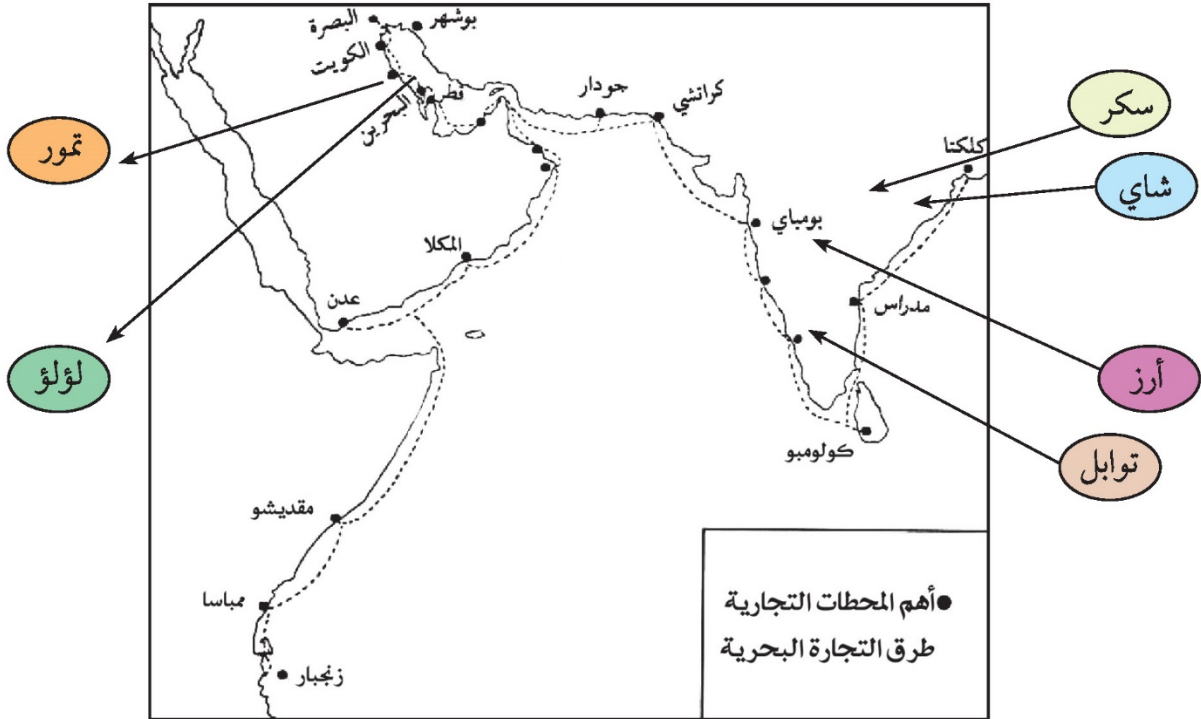 البصرة
بوشهر
الكويت
قطر
البحرين
جودار
كراتشي
كلكتا
سكر
شاي
تمور
بومباي
المكلا
عدن
مدراس
لؤلؤ
أرز
توابل
كولومبو
مقديشو
ممباسا
زنجبار
أهم المحطات التجارية
طرق التجارة البحرية